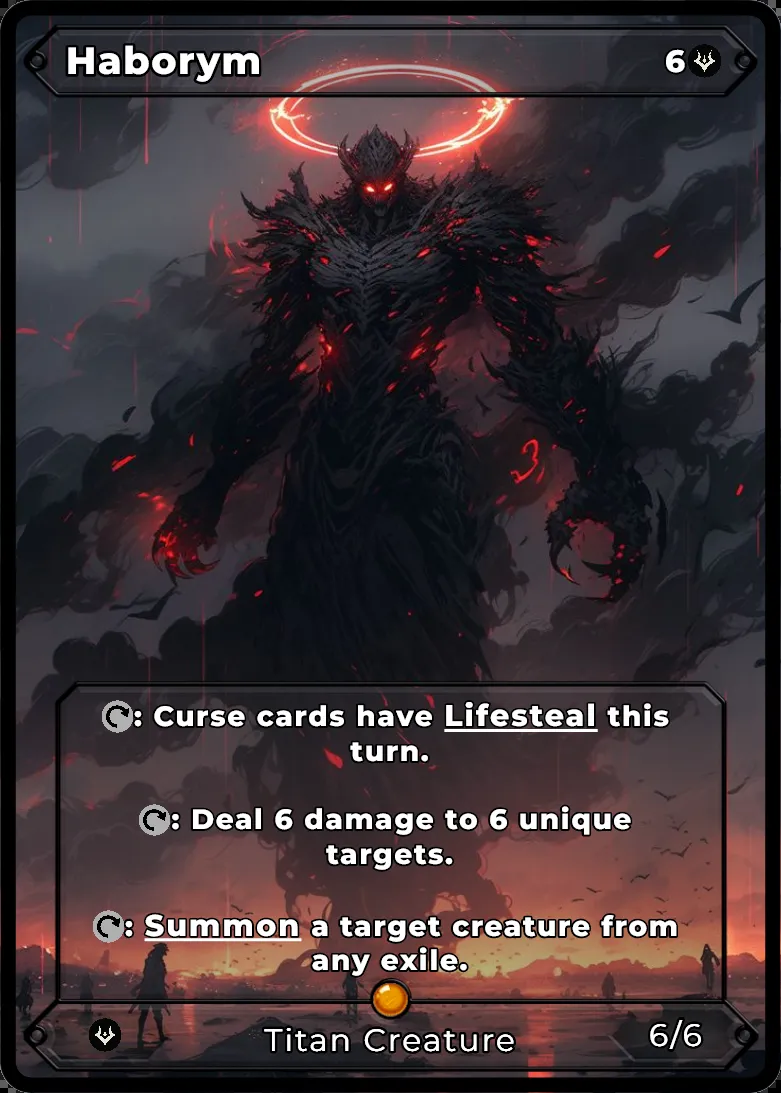 Haborym
6
: Curse cards have Lifesteal this
turn.
: Deal 6 damage to 6 unique
targets.
: Summon a target creature from
any exile.
Titan Creature
6/6